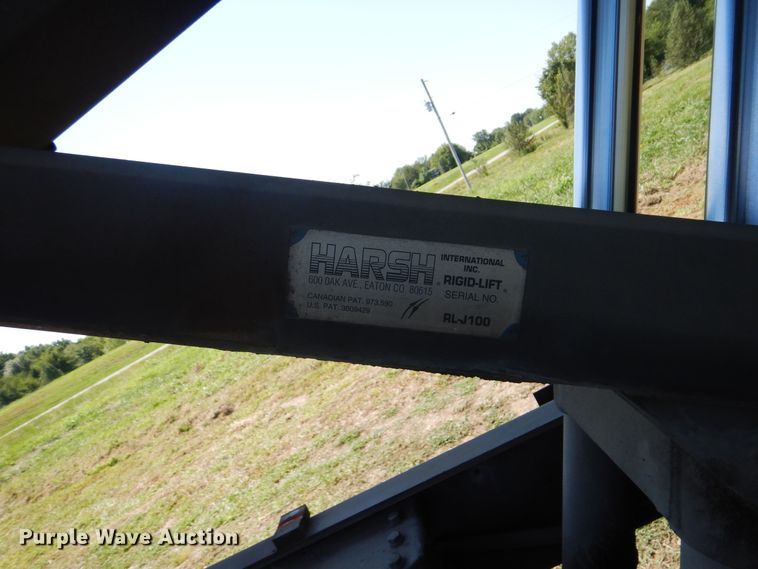 HARSH
INTERNATIONAL
INC.
600 OAK AVE., EATON CO. 80615
RIGID-LIFT
SERIAL NO.
CANADIAN PAT. 973,590
U.S. PAT. 3809429
RL-J100
Purple Wave Auction